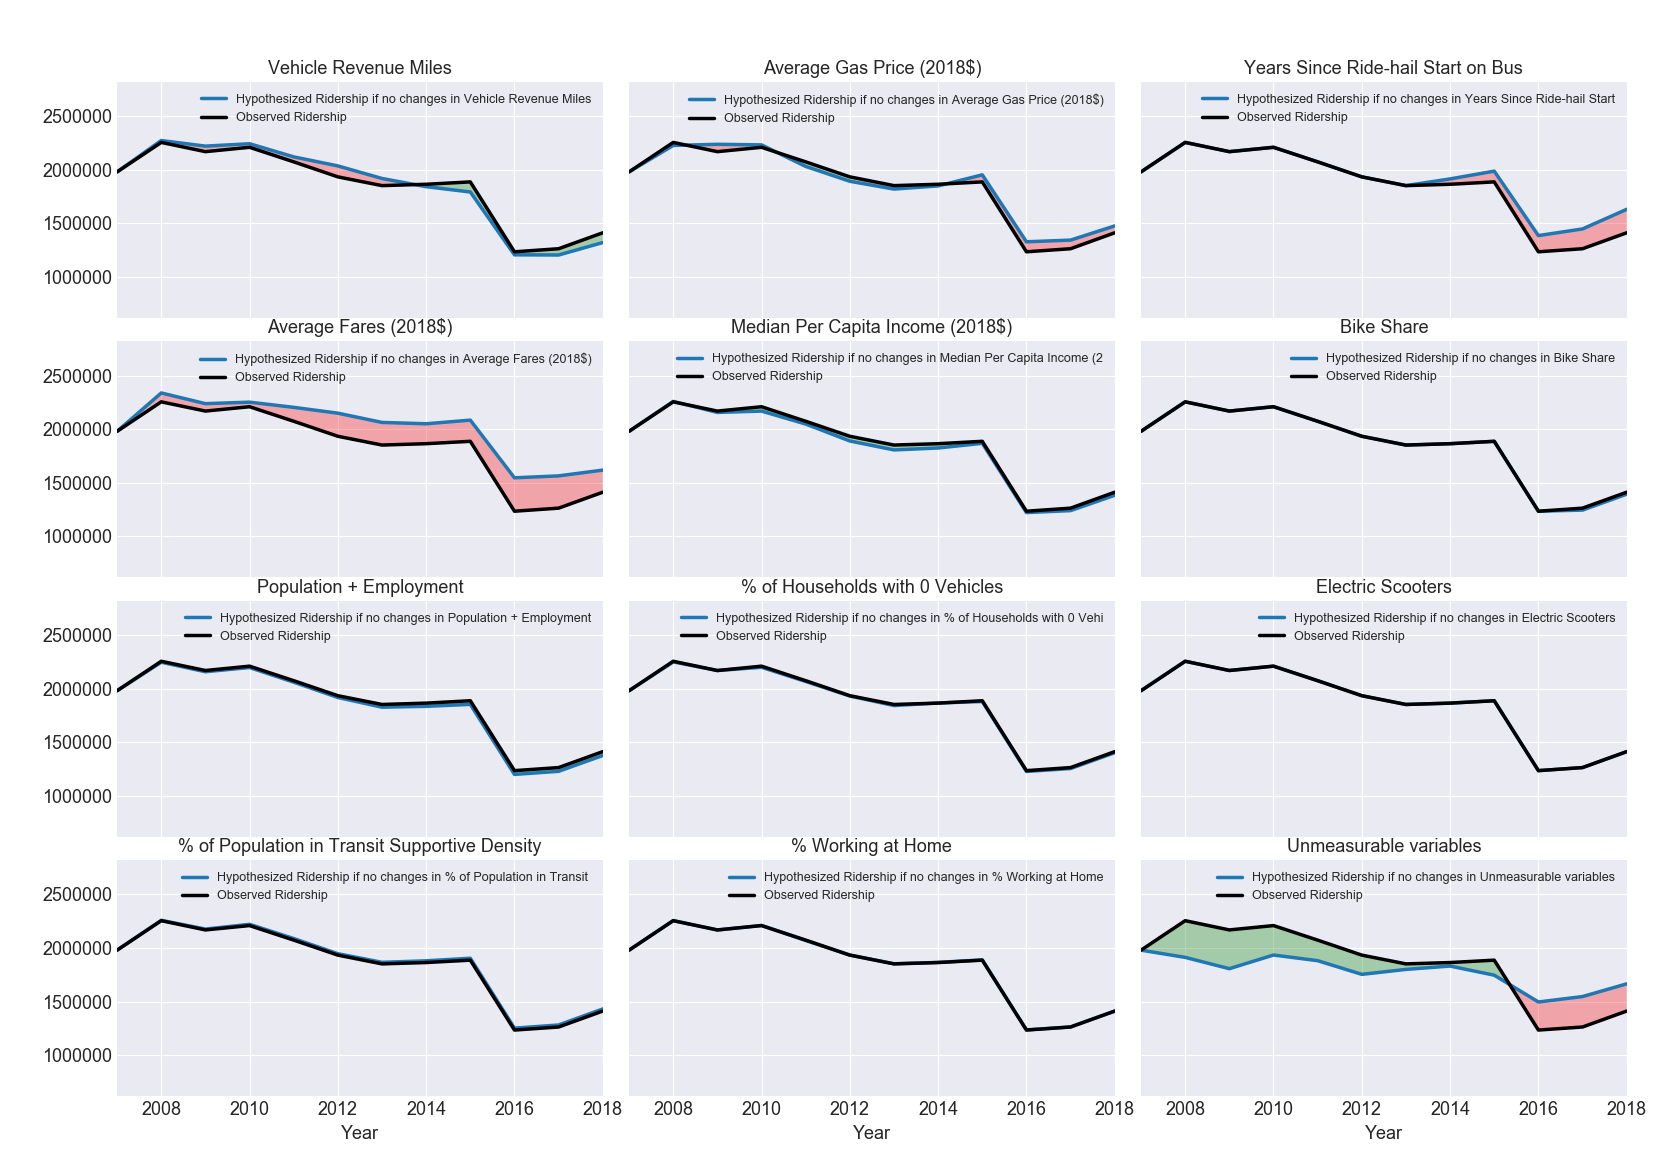 Vehicle Revenue Miles
Hypothesized Ridership if no changes in Vehicle Revenue Miles
Observed Ridership
2500000
2000000
1500000
1000000
Average Gas Price (2018$)
Hypothesized Ridership if no changes in Average Gas Price (2018$)
Observed Ridership
Years Since Ride-hail Start on Bus
Hypothesized Ridership if no changes in Years Since Ride-hail Start
Observed Ridership
Average Fares (2018$)
Hypothesized Ridership if no changes in Average Fares (2018$)
Observed Ridership
2500000
2000000
1500000
1000000
Median Per Capita Income (2018$)
Hypothesized Ridership if no changes in Median Per Capita Income (2
Observed Ridership
Bike Share
Hypothesized Ridership if no changes in Bike Share
Observed Ridership
Population + Employment
Hypothesized Ridership if no changes in Population + Employment
Observed Ridership
2500000
2000000
1500000
1000000
% of Households with 0 Vehicles
Hypothesized Ridership if no changes in % of Households with 0 Vehi
Observed Ridership
Electric Scooters
Hypothesized Ridership if no changes in Electric Scooters
Observed Ridership
% of Population in Transit Supportive Density
Hypothesized Ridership if no changes in % of Population in Transit
Observed Ridership
2500000
2000000
1500000
1000000
2008 2010 2012 2014 2016 2018
Year
% Working at Home
Hypothesized Ridership if no changes in % Working at Home
Observed Ridership
2008 2010 2012 2014 2016 2018
Year
Unmeasurable variables
Hypothesized Ridership if no changes in Unmeasurable variables
Observed Ridership
2008 2010 2012 2014 2016 2018
Year